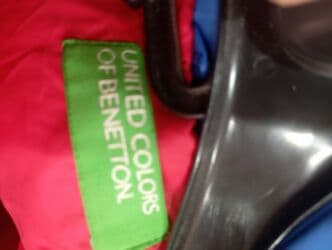 UNITED COLORS
OF BENETTON.